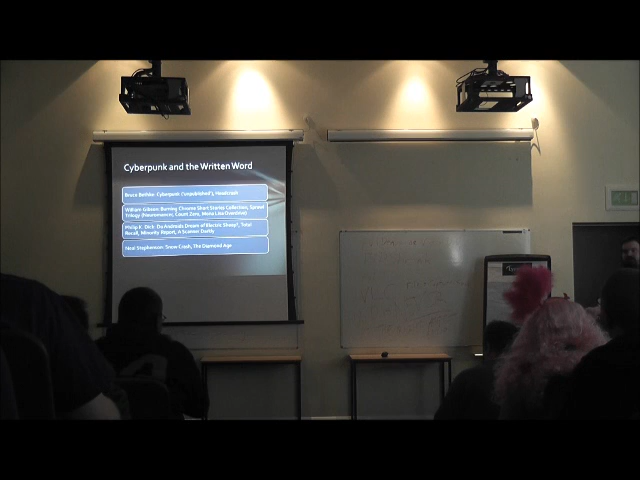 Cyberpunk and the Written Word
Bruce Bethke: Cyberpunk (unpublished), Headcrash
William Gibson: Burning Chrome Short Stories Collection, Sprawl
Trilogy (Neuromancer, Count Zero, Mona Lisa Overdrive)
Philip K. Dick: Do Androids Dream of Electric Sheep?, Total
Recall, Minority Report, A Scanner Darkly
Neal Stephenson: Snow Crash, The Diamond Age